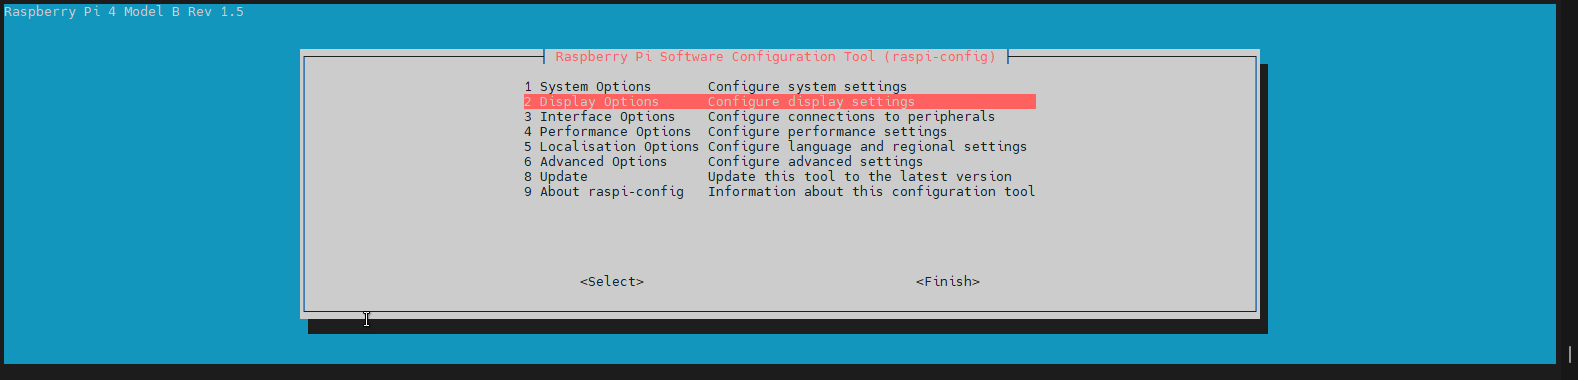 Raspberry Pi 4 Model B Rev 1.5
Raspberry Pi Software Configuration Tool (raspi-config)
1 System Options       Configure system settings
2 Display Options      Configure display settings
3 Interface Options    Configure connections to peripherals
4 Performance Options  Configure performance settings
5 Localisation Options Configure language and regional settings
6 Advanced Options     Configure advanced settings
8 Update               Update this tool to the latest version
9 About raspi-config   Information about this configuration tool
<Select>                                  <Finish>